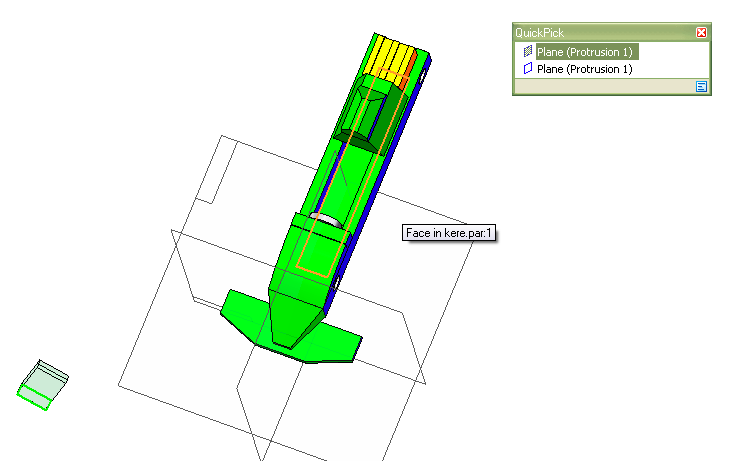 QuickPick
Plane (Protrusion 1)
Plane (Protrusion 1)
Face in kere.par:1